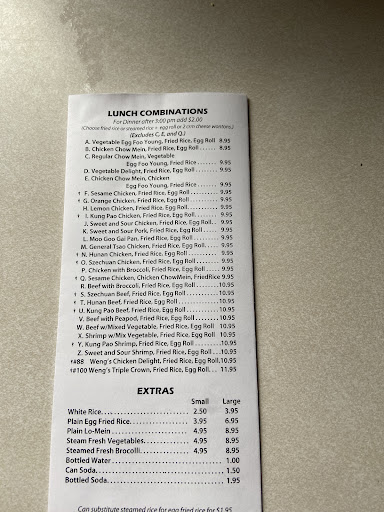 LUNCH COMBINATIONS
For Dinner after 3:00 pm add $2.00
(Choose fried rice or steamed rice + egg roll or 2 crm cheese wontons.)
(Excludes C, E, and Q.)
A. Vegetable Egg Foo Young, Fried Rice, Egg Roll 8.95
B. Chicken Chow Mein, Fried Rice, Egg Roll ....... 8.95
C. Regular Chow Mein, Vegetable
Egg Foo Young, Fried Rice ....... 9.95
D. Vegetable Delight, Fried Rice, Egg Roll ........ 9.95
E. Chicken Chow Mein, Chicken
Egg Foo Young, Fried Rice ....... 9.95
F. Sesame Chicken, Fried Rice, Egg Roll ......... 9.95
G. Orange Chicken, Fried Rice, Egg Roll ......... 9.95
H. Lemon Chicken, Fried Rice, Egg Roll.......... 9.95
I. Kung Pao Chicken, Fried Rice, Egg Roll ....... 9.95
J. Sweet and Sour Chicken, Fried Rice, Egg Roll .. 9.95
K. Sweet and Sour Pork, Fried Rice, Egg Roll .... 9.95
L. Moo Goo Gai Pan, Fried Rice, Egg Roll ........ 9.95
M. General Tsao Chicken, Fried Rice, Egg Roll.... 9.95
N. Hunan Chicken, Fried Rice, Egg Roll .......... 9.95
O. Szechuan Chicken, Fried Rice, Egg Roll ....... 9.95
P. Chicken with Broccoli, Fried Rice, Egg Roll ... 9.95
Q. Sesame Chicken, Chicken ChowMein, FriedRice 9.95
R. Beef with Broccoli, Fried Rice, Egg Roll .......10.95
S. Szechuan Beef, Fried Rice, Egg Roll ..........10.95
T. Hunan Beef, Fried Rice, Egg Roll .............10.95
U. Kung Pao Beef, Fried Rice, Egg Roll ..........10.95
V. Beef with Peapod, Fried Rice, Egg Roll .......10.95
W. Beef w/Mixed Vegetable, Fried Rice, Egg Roll .10.95
X. Shrimp w/Mix Vegetable, Fried Rice, Egg Roll .10.95
Y. Kung Pao Shrimp, Fried Rice, Egg Roll ........10.95
Z. Sweet and Sour Shrimp, Fried Rice, Egg Roll ...10.95
#88 Weng's Chicken Delight, Fried Rice, Egg Roll.10.95
#100 Weng's Triple Crown, Fried Rice, Egg Roll... 11.95
EXTRAS
Small Large
White Rice...................... 2.50 3.95
Plain Egg Fried Rice............. 3.95 6.95
Plain Lo-Mein ................... 4.95 8.95
Steam Fresh Vegetables........... 4.95 8.95
Steamed Fresh Brocolli........... 4.95 8.95
Bottled Water ......................... 1.00
Can Soda............................... 1.50
Bottled Soda........................... 1.95
Can substitute steamed rice for egg fried rice for $1.95